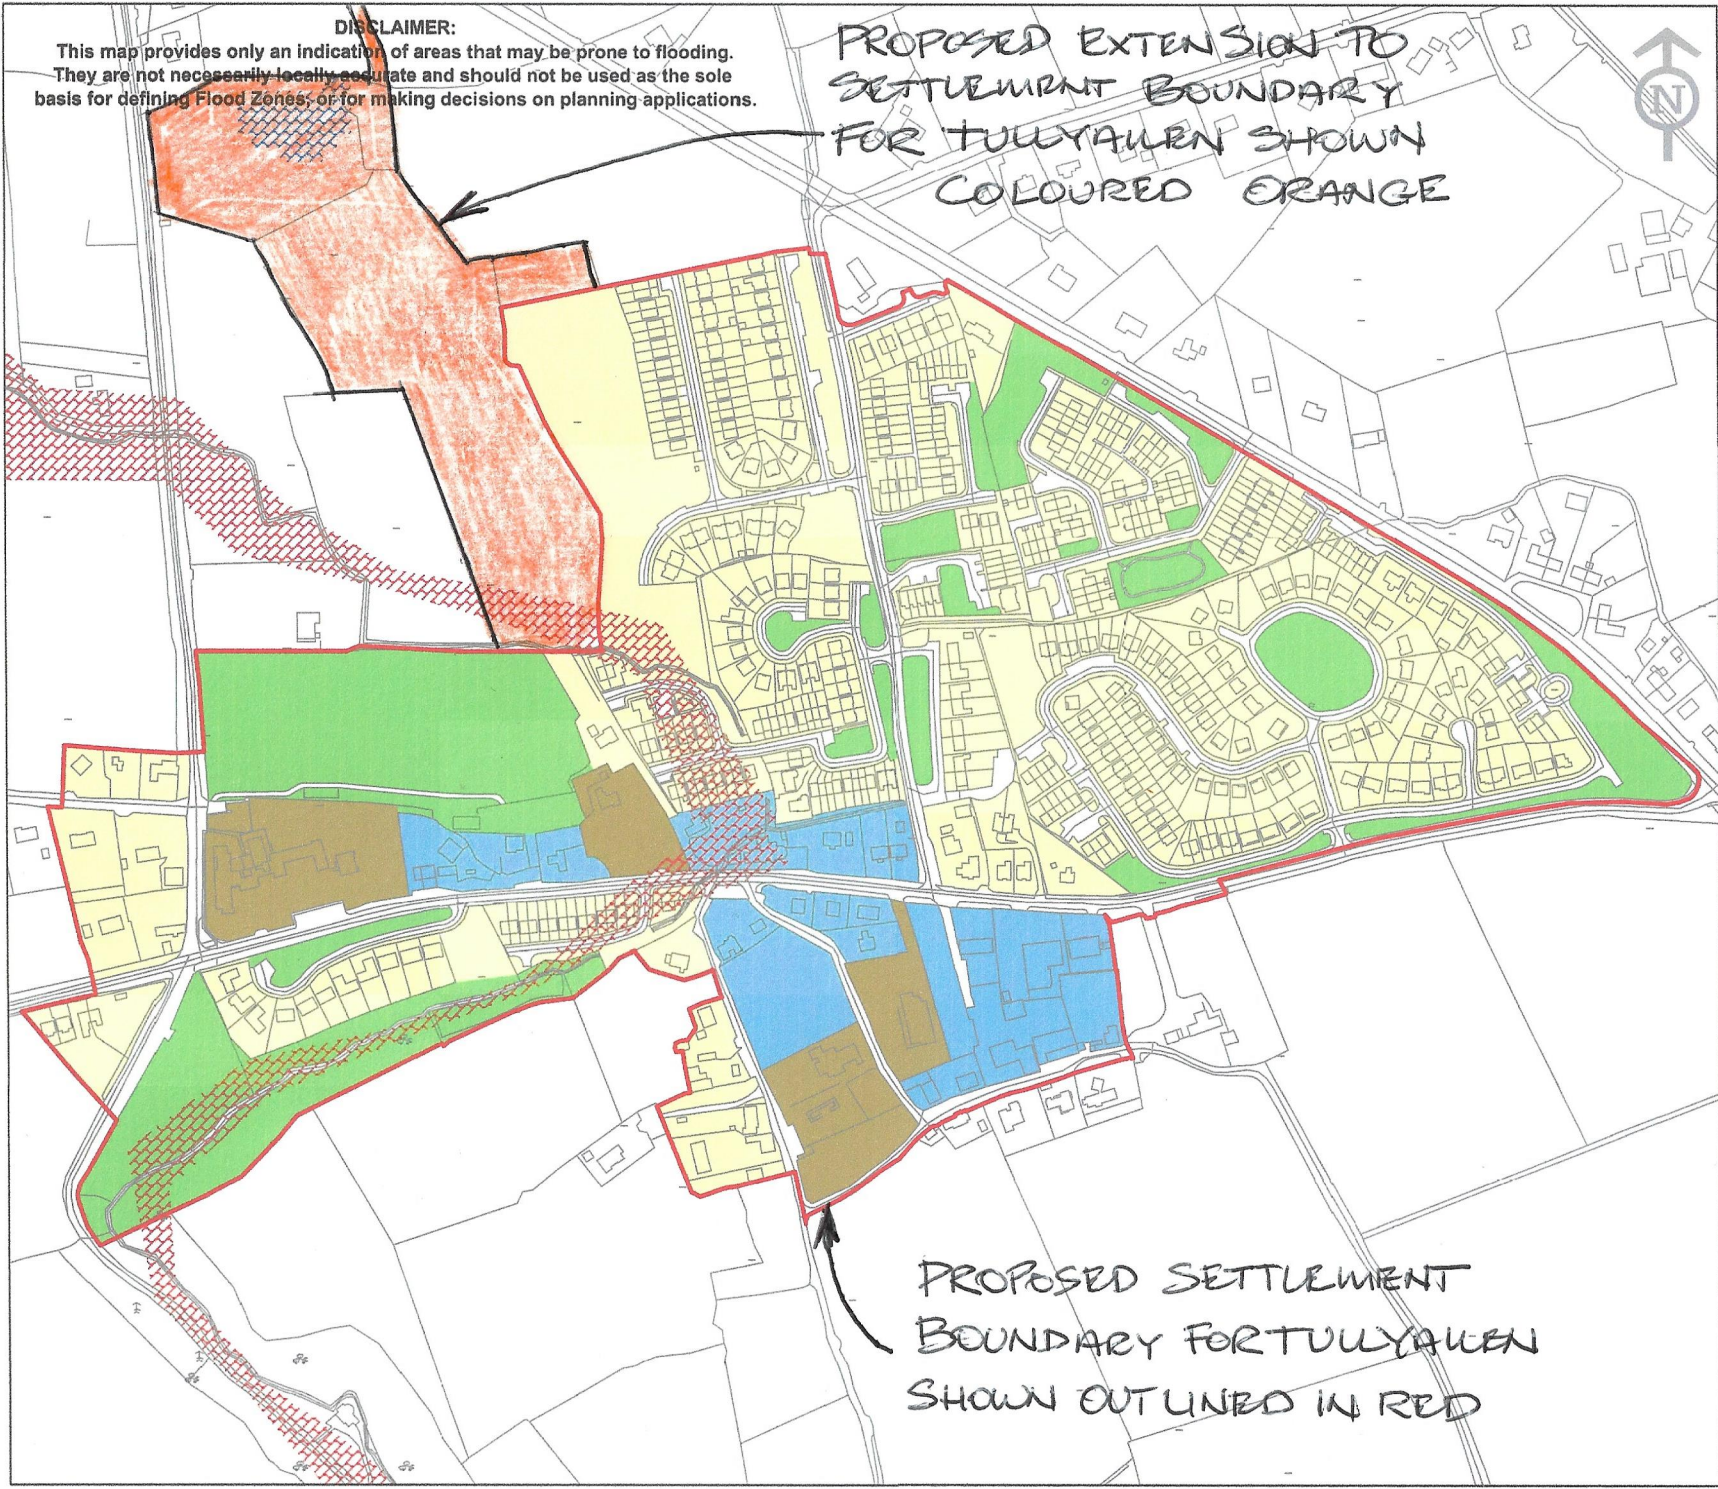 DISCLAIMER:
This map provides only an indication of areas that may be prone to flooding.
They are not necessarily locally accurate and should not be used as the sole
basis for defining Flood Zones, or for making decisions on planning applications.
PROPOSED EXTENSION TO
SETTLEMENT BOUNDARY
FOR TULLYALLEN SHOWN
COLOURED ORANGE
N
PROPOSED SETTLEMENT
BOUNDARY FOR TULLYALLEN
SHOWN OUTLINED IN RED